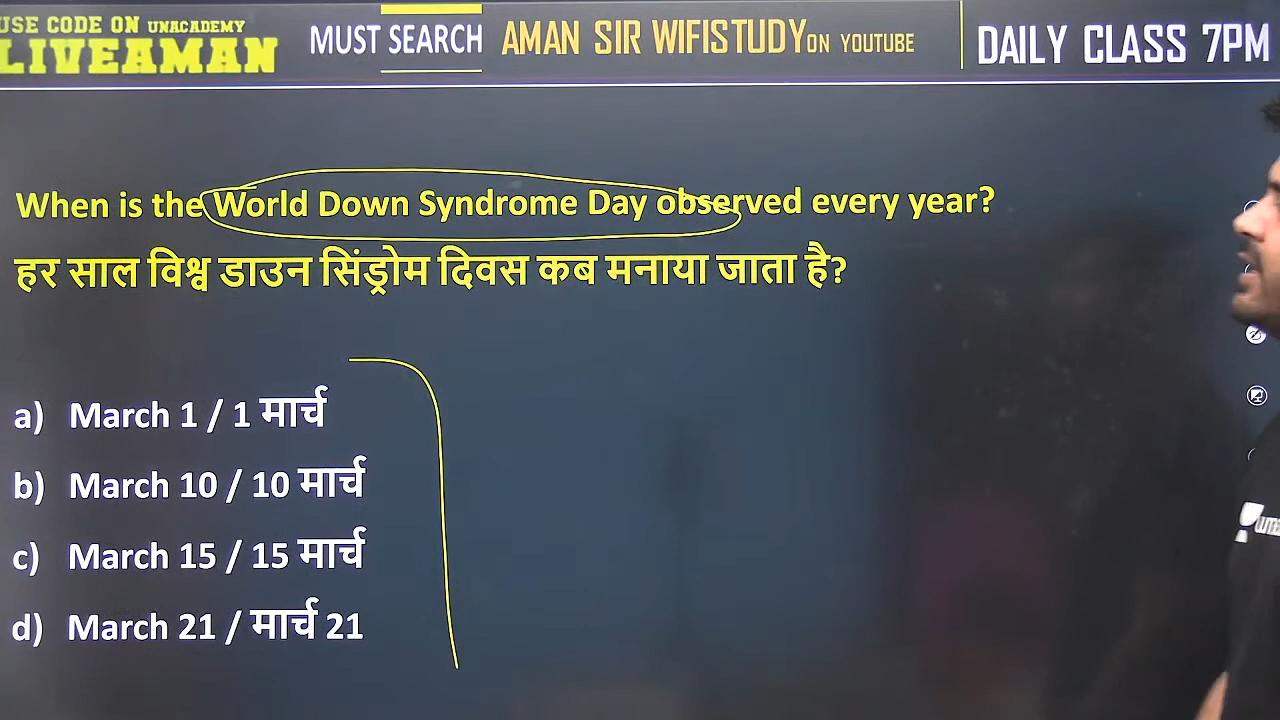 USE CODE ON UNACADEMY
LIVEAMAN
MUST SEARCH AMAN SIR WIFISTUDY ON YOUTUBE
DAILY CLASS 7PM
When is the World Down Syndrome Day observed every year?
हर साल विश्व डाउन सिंड्रोम दिवस कब मनाया जाता है?
a) March 1 / 1 मार्च
b) March 10 / 10 मार्च
c) March 15 / 15 मार्च
d) March 21 / मार्च 21